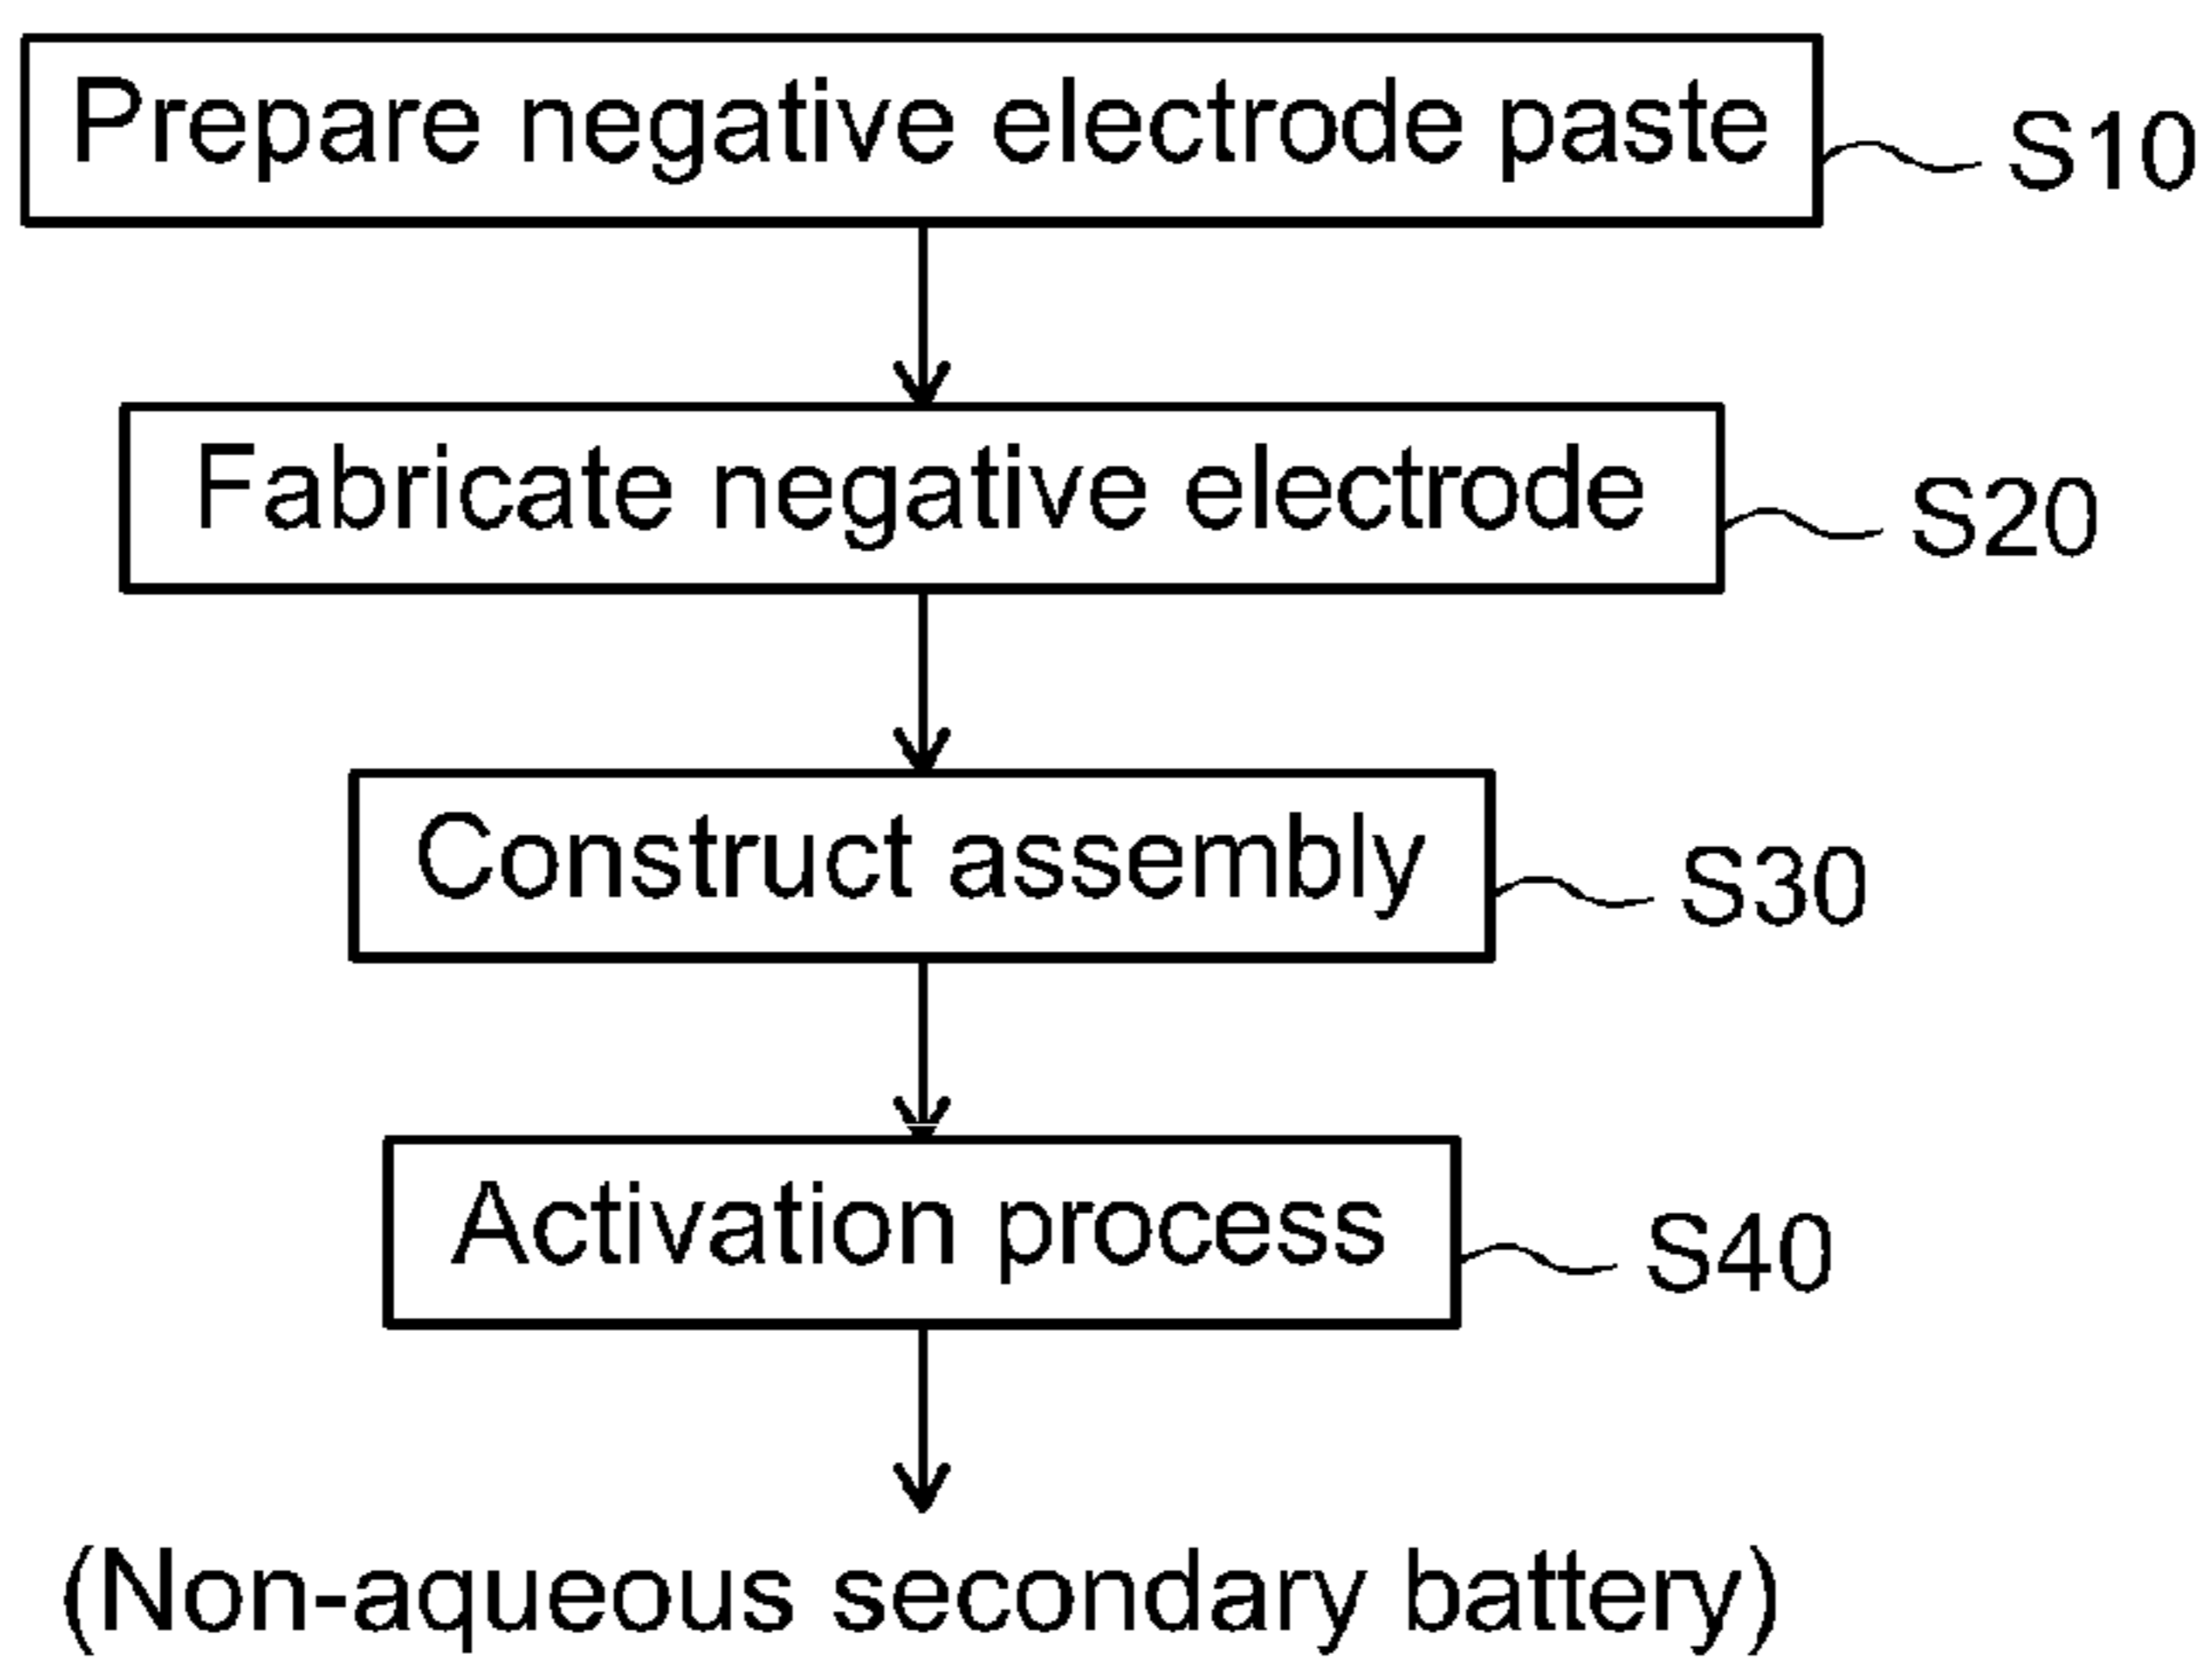 Prepare negative electrode paste S10
Fabricate negative electrode S20
Construct assembly S30
Activation process S40
(Non-aqueous secondary battery)